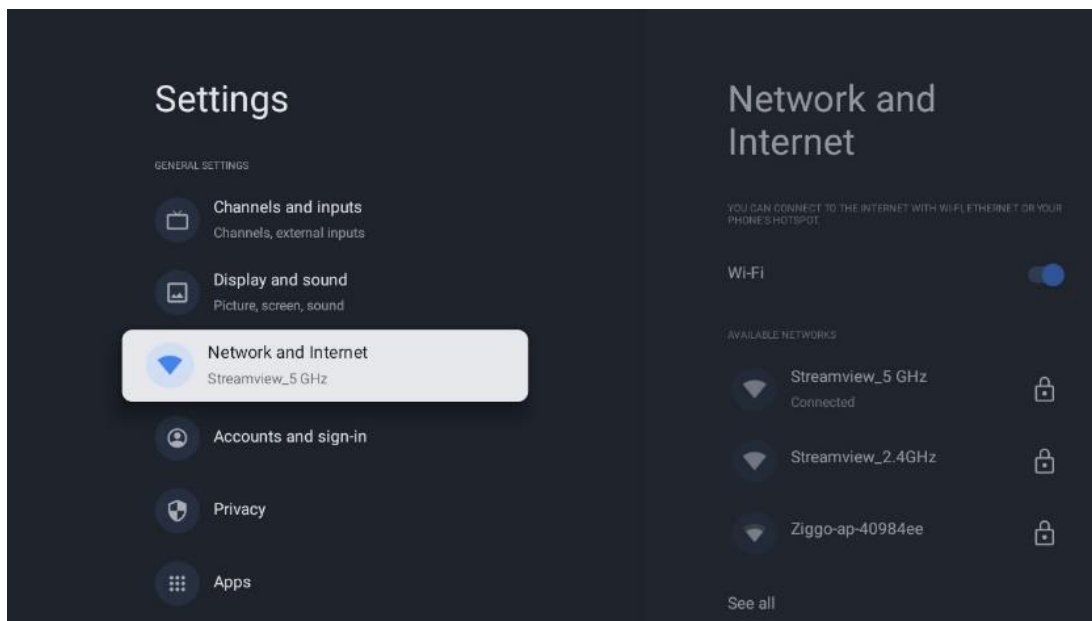 Settings
GENERAL SETTINGS
Channels and inputs
Channels, external inputs
Display and sound
Picture, screen, sound
Network and Internet
Streamview_5 GHz
Accounts and sign-in
Privacy
Apps
Network and
Internet
YOU CAN CONNECT TO THE INTERNET WITH WI-FI, ETHERNET OR YOUR
PHONE'S HOTSPOT.
Wi-Fi
AVAILABLE NETWORKS
Streamview_5 GHz
Connected
Streamview_2.4GHz
Ziggo-ap-40984ee
See all